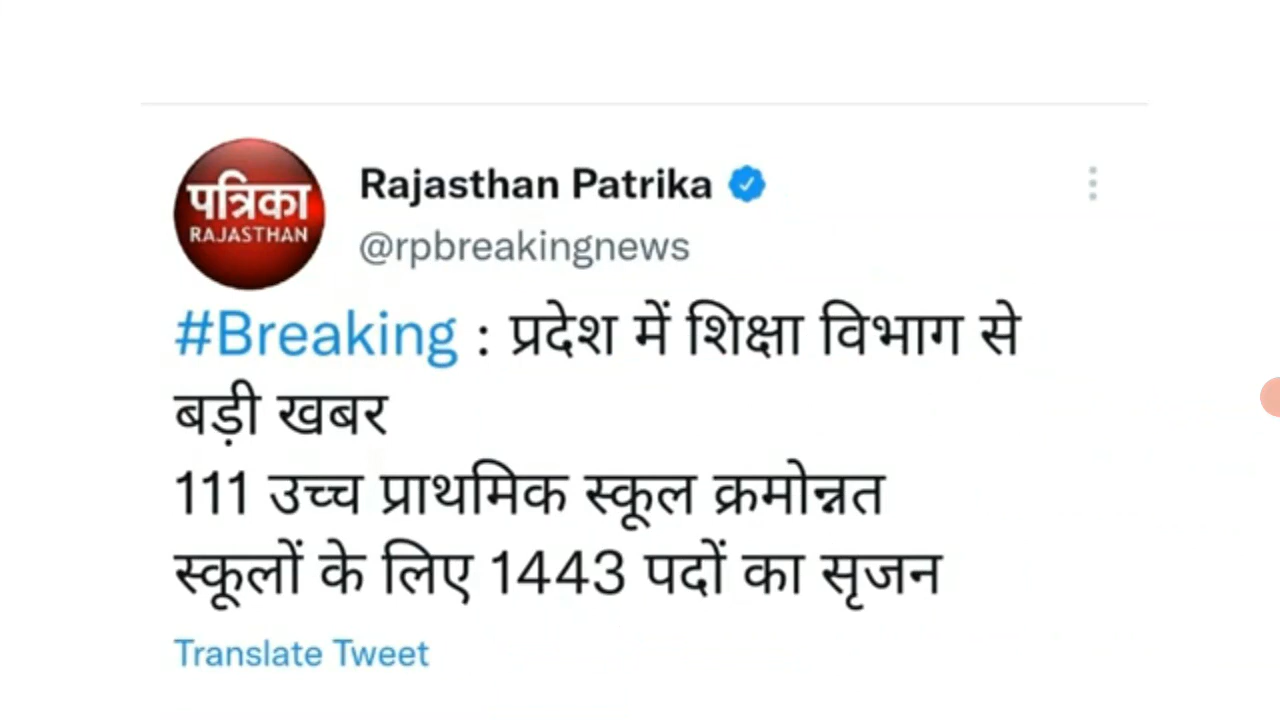 पत्रिका
RAJASTHAN
Rajasthan Patrika
@rpbreakingnews
#Breaking : प्रदेश में शिक्षा विभाग से
बड़ी खबर
111 उच्च प्राथमिक स्कूल क्रमोन्नत
स्कूलों के लिए 1443 पदों का सृजन
Translate Tweet